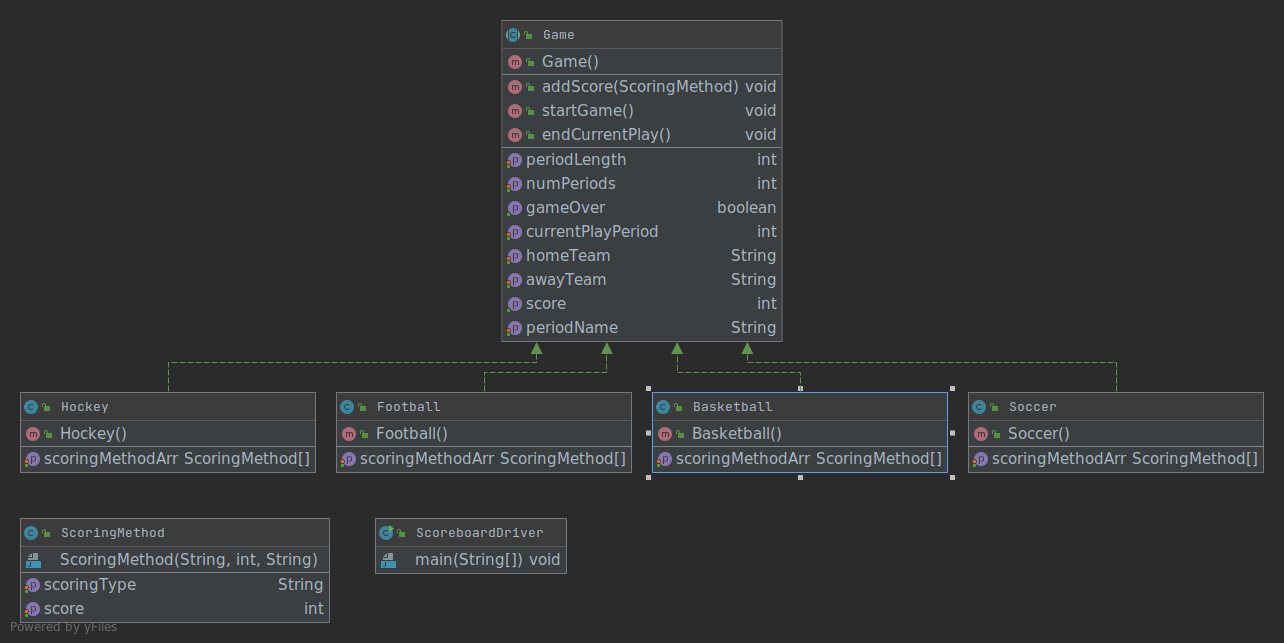 Game
Game()
addScore(ScoringMethod) void
startGame() void
endCurrentPlay() void
periodLength int
numPeriods int
gameOver boolean
currentPlayPeriod int
homeTeam String
awayTeam String
score int
periodName String
Hockey
Hockey()
scoringMethodArr ScoringMethod[]
Football
Football()
scoringMethodArr ScoringMethod[]
Basketball
Basketball()
scoringMethodArr ScoringMethod[]
Soccer
Soccer()
scoringMethodArr ScoringMethod[]
ScoringMethod
ScoringMethod(String, int, String)
scoringType String
score int
ScoreboardDriver
main(String[]) void
Powered by yFiles